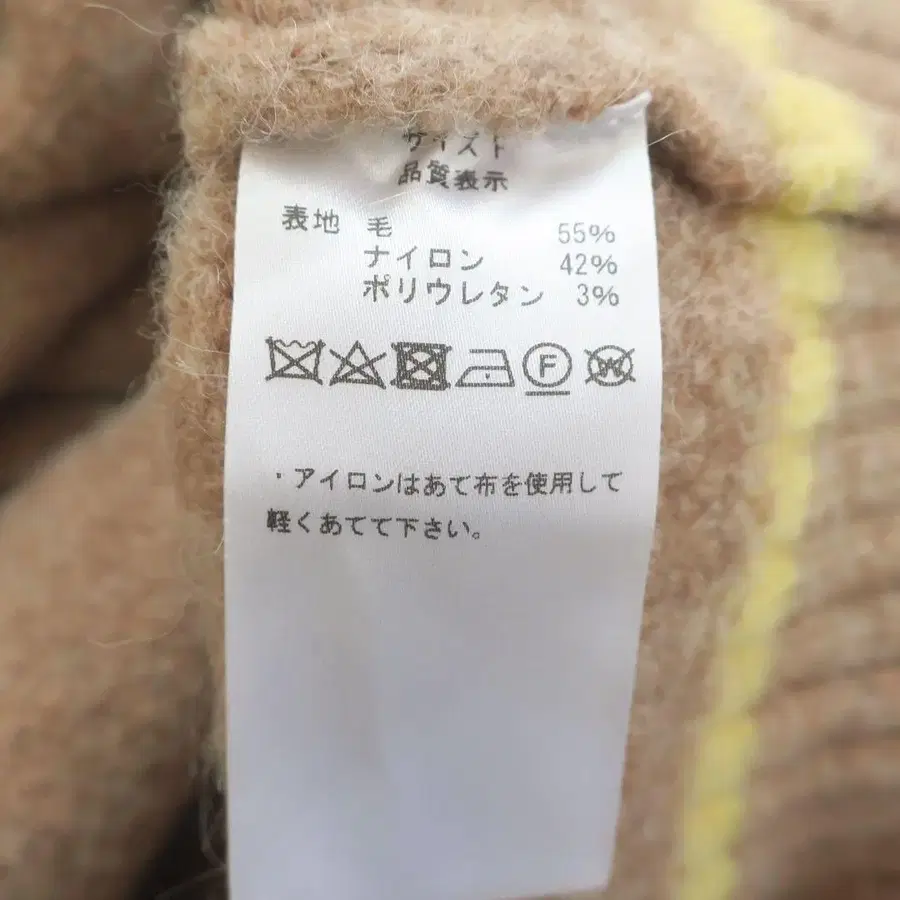 サイズ F
品質表示
表地 毛 55%
ナイロン 42%
ポリウレタン 3%
F W
・アイロンはあて布を使用して
軽くあてて下さい。